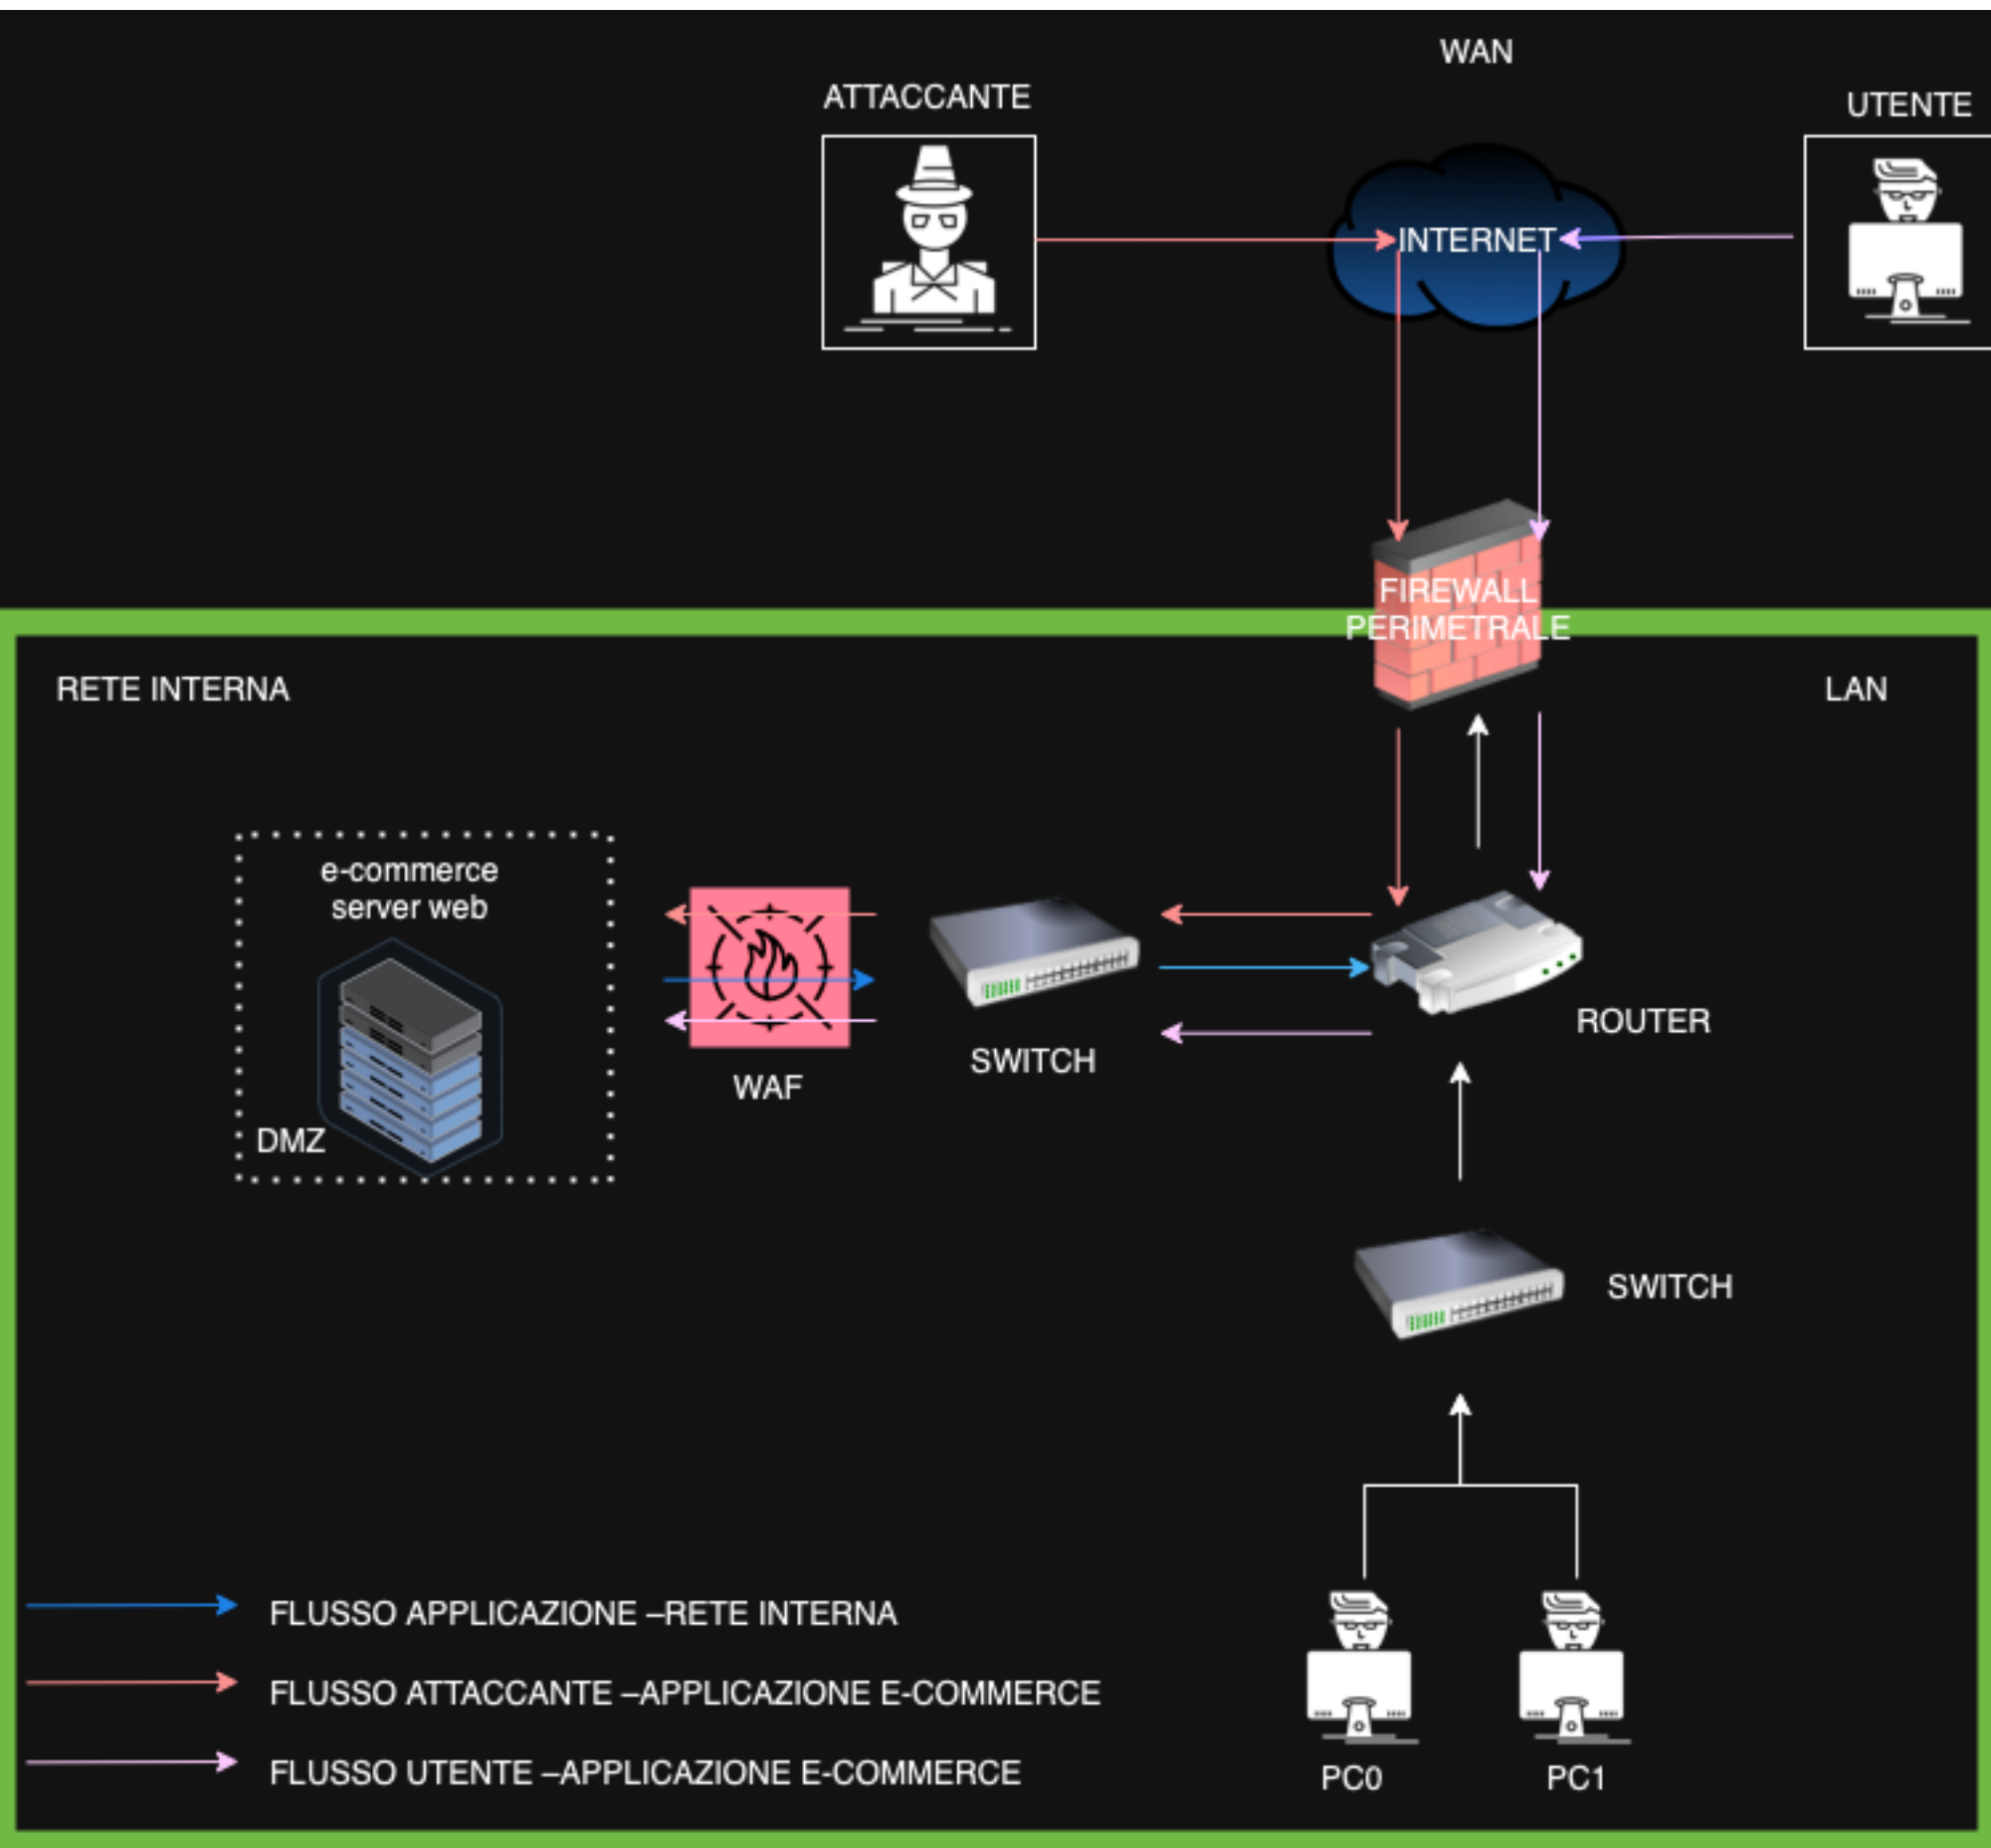 WAN
ATTACCANTE
UTENTE
INTERNET
FIREWALL
PERIMETRALE
RETE INTERNA
LAN
e-commerce
server web
DMZ
WAF
SWITCH
ROUTER
SWITCH
FLUSSO APPLICAZIONE –RETE INTERNA
FLUSSO ATTACCANTE –APPLICAZIONE E-COMMERCE
FLUSSO UTENTE –APPLICAZIONE E-COMMERCE
PC0
PC1